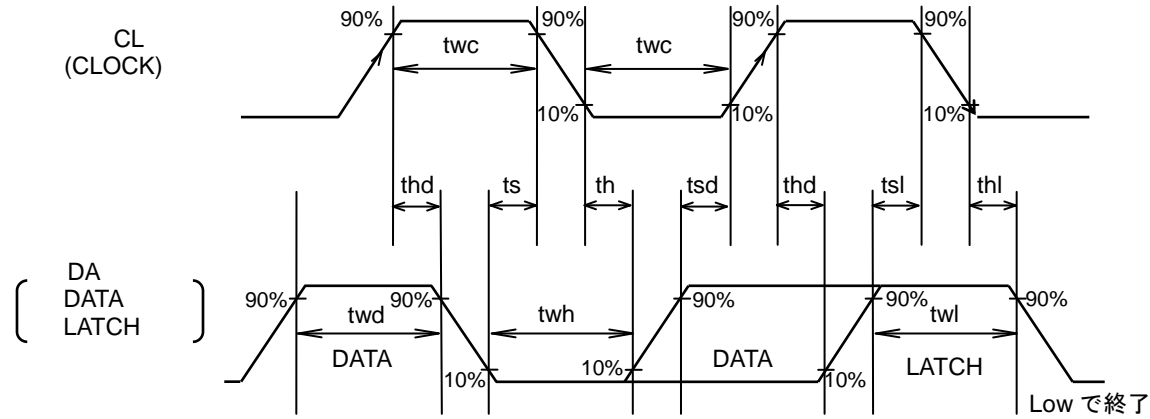 90% 90% 90% 90%
CL
(CLOCK)
twc twc
10% 10% 10%
thd ts th tsd thd tsl thl
DA
DATA
LATCH
90% 90% 90% 90% 90%
twd twh twl
DATA DATA LATCH
10% 10% 10%
Low で終了